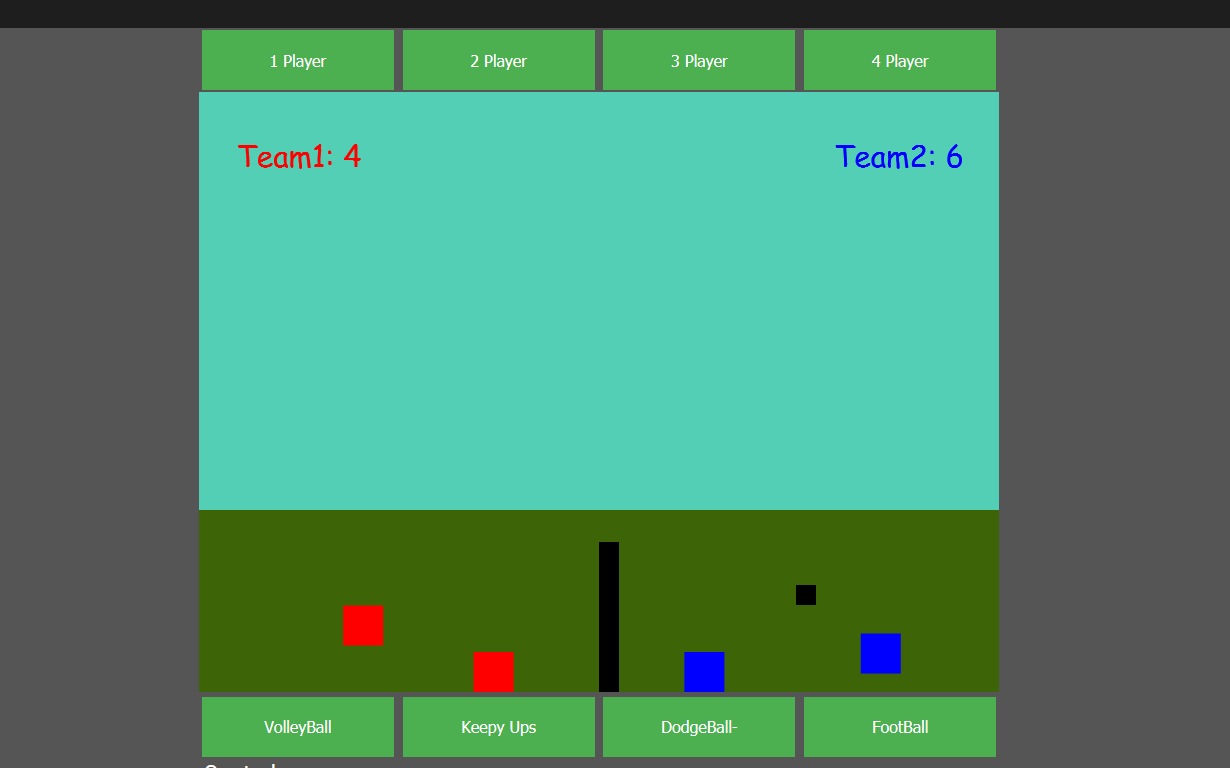 1 Player 2 Player 3 Player 4 Player
Team1: 4 Team2: 6
VolleyBall Keepy Ups DodgeBall- FootBall